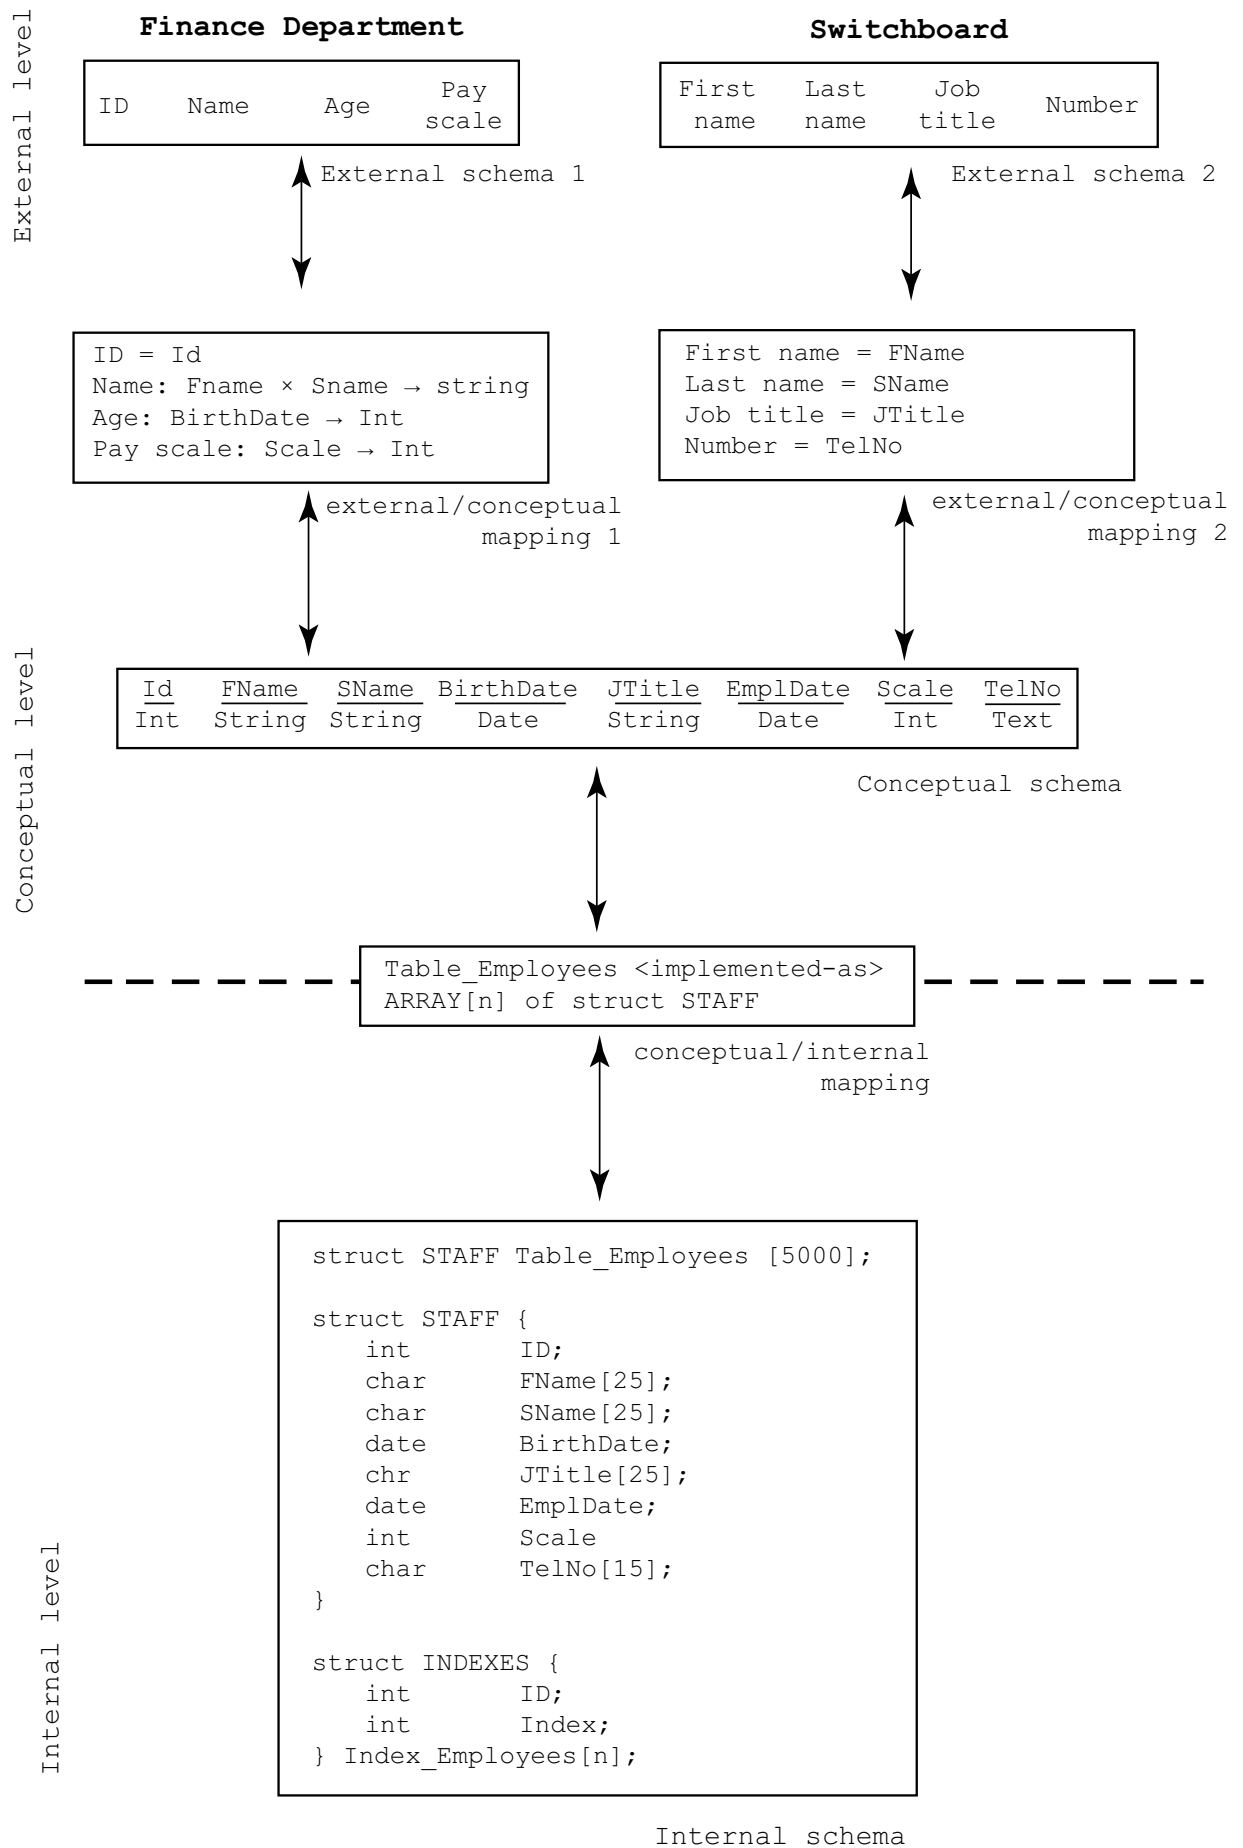 External level
Finance Department
ID Name Age Pay scale
External schema 1
ID = Id
Name: Fname × Sname → string
Age: BirthDate → Int
Pay scale: Scale → Int
external/conceptual
mapping 1
Switchboard
First name Last name Job title Number
External schema 2
First name = FName
Last name = SName
Job title = JTitle
Number = TelNo
external/conceptual
mapping 2
Conceptual level
Id FName SName BirthDate JTitle EmplDate Scale TelNo
Int String String Date String Date Int Text
Conceptual schema
Table_Employees <implemented-as>
ARRAY[n] of struct STAFF
conceptual/internal
mapping
Internal level
struct STAFF Table_Employees [5000];
struct STAFF {
int ID;
char FName[25];
char SName[25];
date BirthDate;
chr JTitle[25];
date EmplDate;
int Scale
char TelNo[15];
}
struct INDEXES {
int ID;
int Index;
} Index_Employees[n];
Internal schema